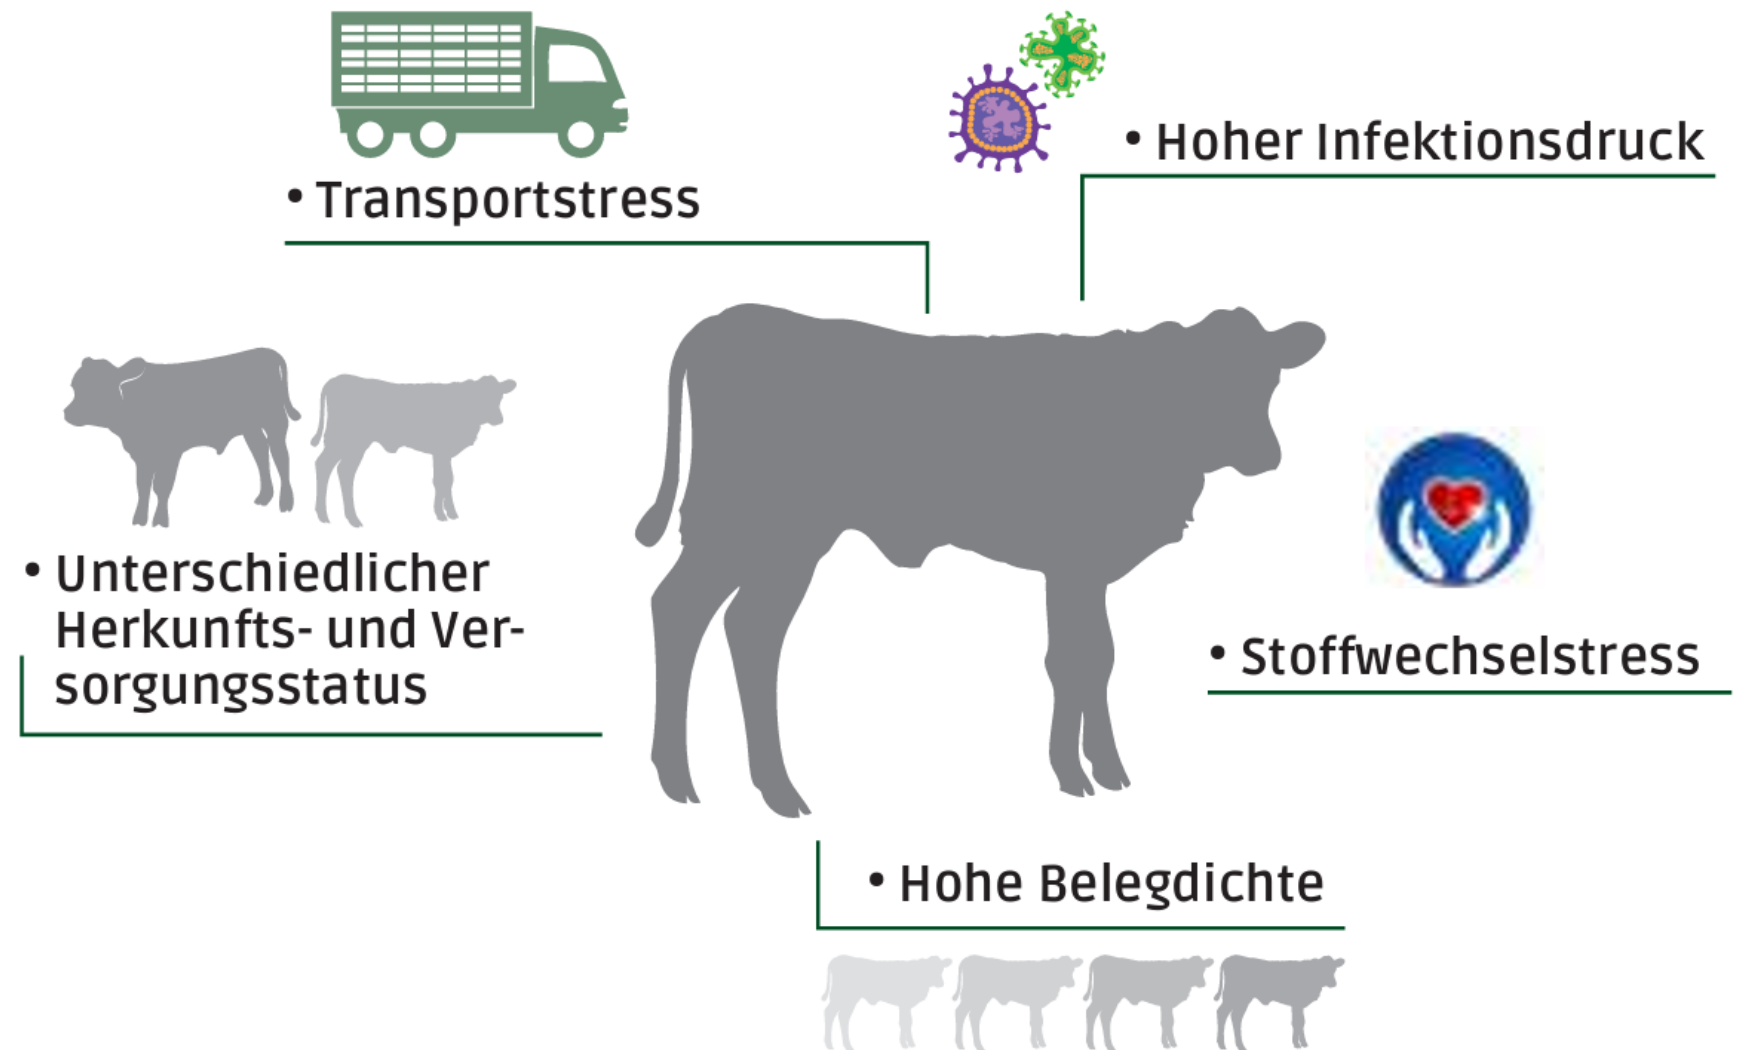 • Transportstress
• Hoher Infektionsdruck
• Unterschiedlicher
Herkunfts- und Ver-
sorgungsstatus
• Stoffwechselstress
• Hohe Belegdichte